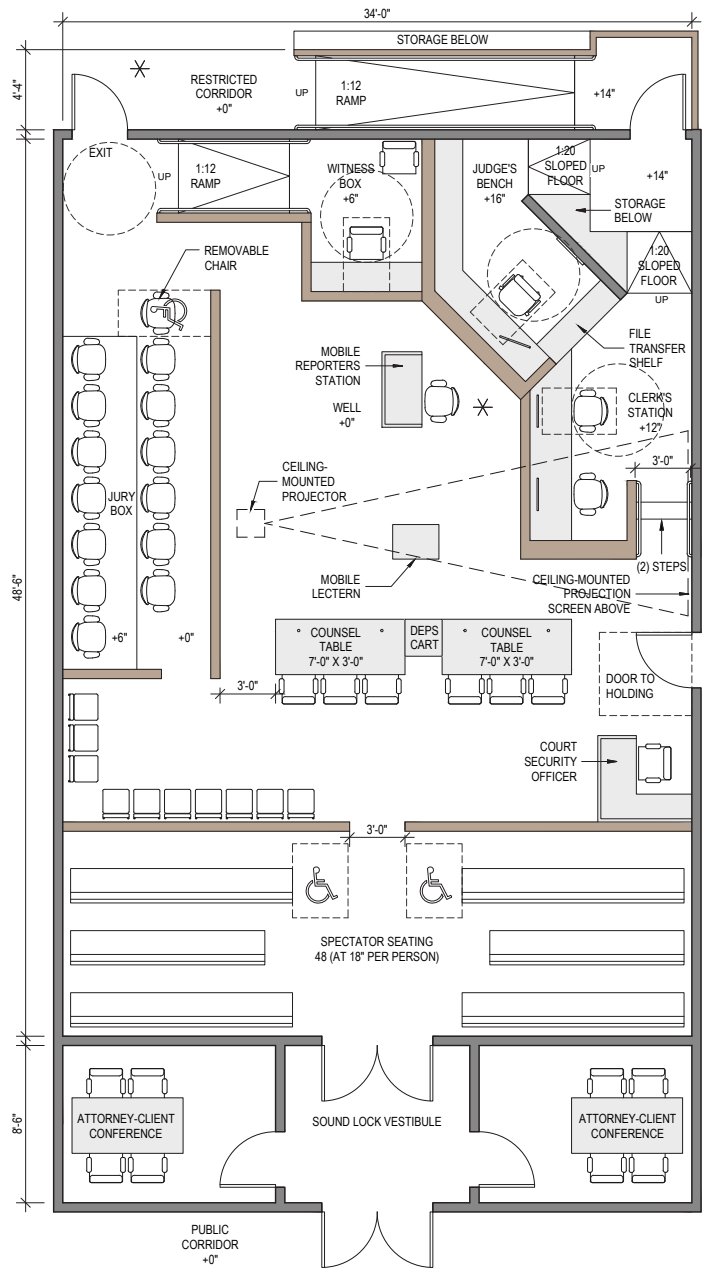 34'-0"
STORAGE BELOW
4'-4"
RESTRICTED
CORRIDOR
+0"
UP
1:12
RAMP
+14"
EXIT
UP
1:12
RAMP
WITNESS
BOX
+6"
JUDGE'S
BENCH
+16"
1:20
SLOPED
FLOOR
UP
+14"
STORAGE
BELOW
1:20
SLOPED
FLOOR
UP
REMOVABLE
CHAIR
FILE
TRANSFER
SHELF
MOBILE
REPORTERS
STATION
WELL
+0"
CLERK'S
STATION
+12"
CEILING-
MOUNTED
PROJECTOR
3'-0"
JURY
BOX
48'-6"
MOBILE
LECTERN
(2) STEPS
CEILING-MOUNTED
PROJECTION
SCREEN ABOVE
+6"
+0"
COUNSEL
TABLE
7'-0" X 3'-0"
DEPS
CART
COUNSEL
TABLE
7'-0" X 3'-0"
DOOR TO
HOLDING
3'-0"
COURT
SECURITY
OFFICER
3'-0"
SPECTATOR SEATING
48 (AT 18" PER PERSON)
8'-6"
ATTORNEY-CLIENT
CONFERENCE
SOUND LOCK VESTIBULE
ATTORNEY-CLIENT
CONFERENCE
PUBLIC
CORRIDOR
+0"